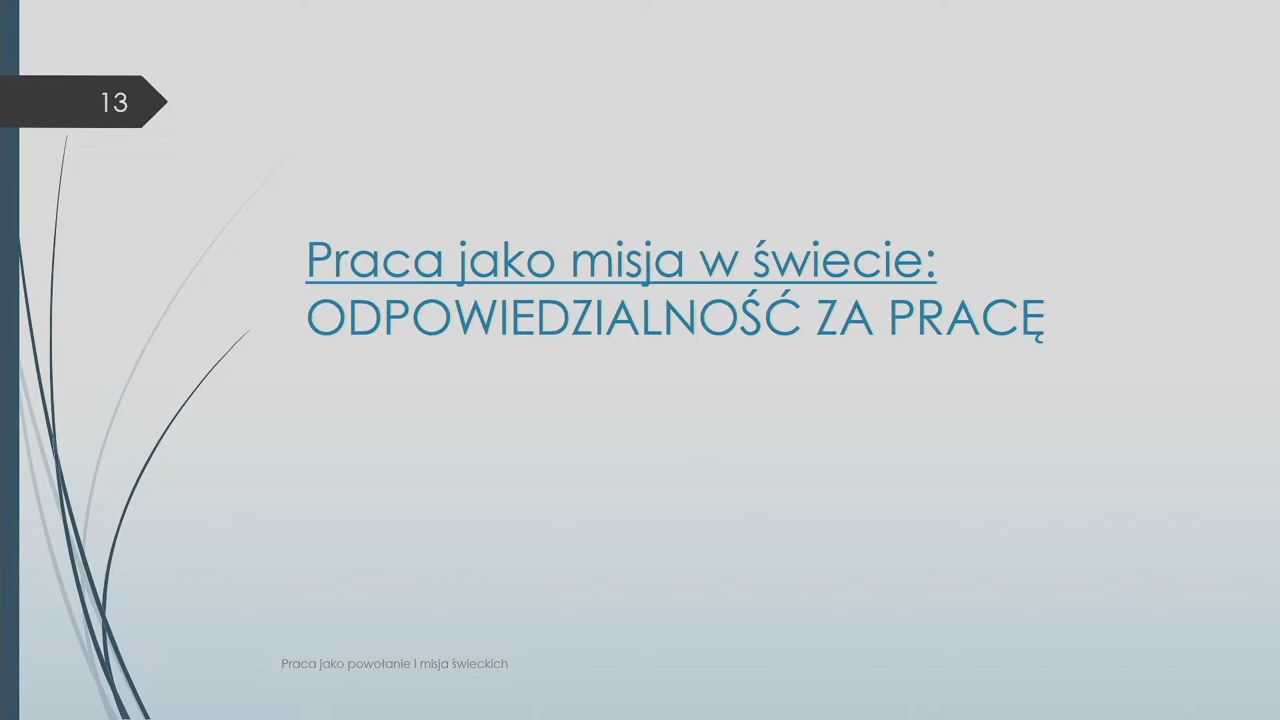 13
Praca jako misja w świecie:
ODPOWIEDZIALNOŚĆ ZA PRACĘ
Praca jako powołanie i misja świeckich